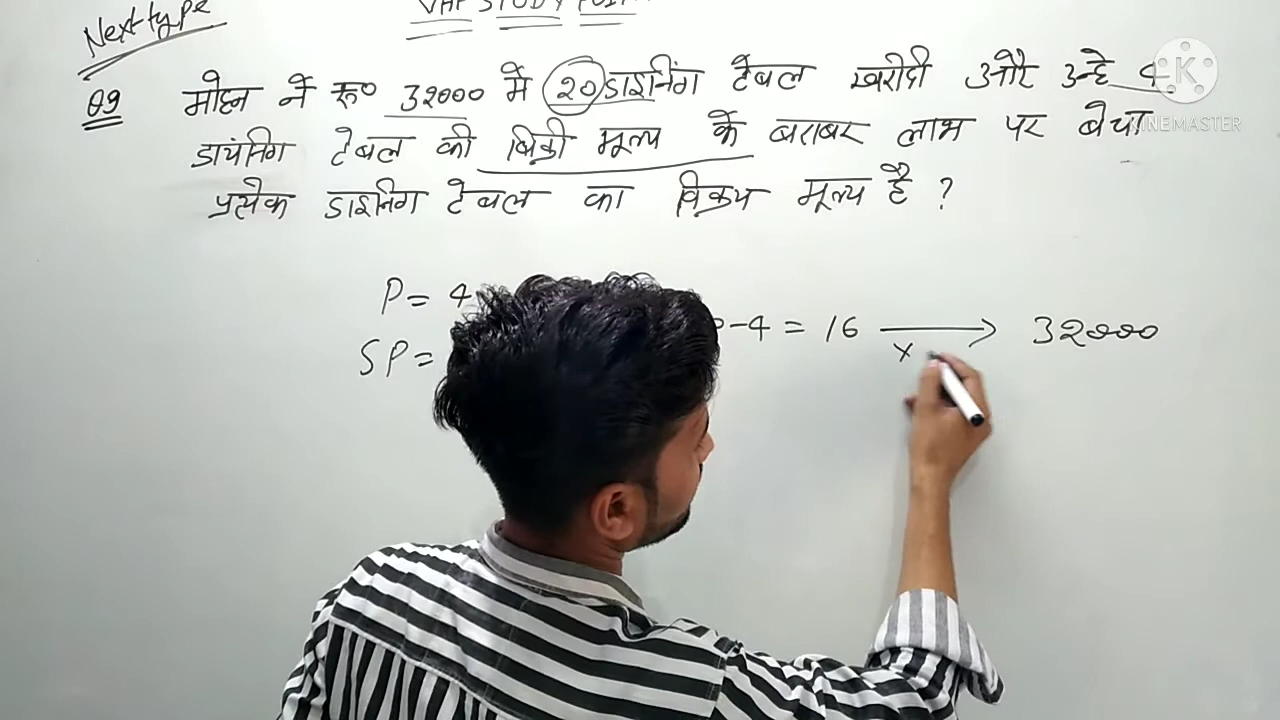 Next type
STUDY
Q9 मोहन ने रू० 32000 में 20 डाइनिंग टेबल खरीदी और उन्हे 4
डायंनिग टेबल की बिक्री मूल्य के बराबर लाभ पर बेचा
प्रत्येक डाइनिंग टेबल का विक्रय मूल्य है ?
P = 4
SP =
-4 = 16 → 32000
x
K
KINEMASTER